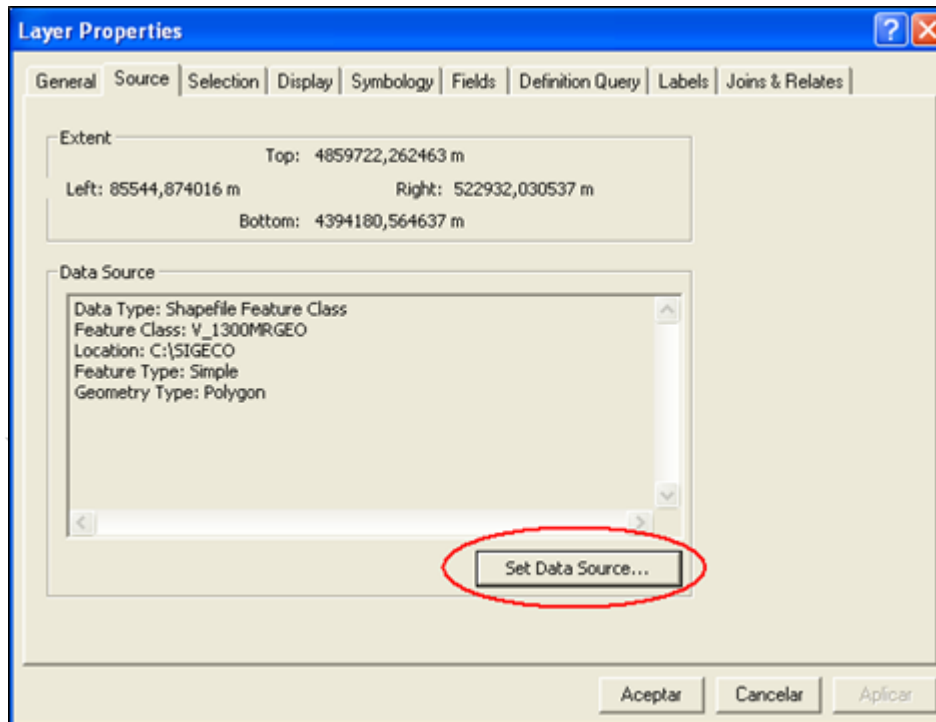 Layer Properties
General Source Selection Display Symbology Fields Definition Query Labels Joins & Relates
Extent
Top: 4859722,262463 m
Left: 85544,874016 m Right: 522932,030537 m
Bottom: 4394180,564637 m
Data Source
Data Type: Shapefile Feature Class
Feature Class: V_1300MRGEO
Location: C:\SIGECO
Feature Type: Simple
Geometry Type: Polygon
Set Data Source...
Aceptar Cancelar Aplicar